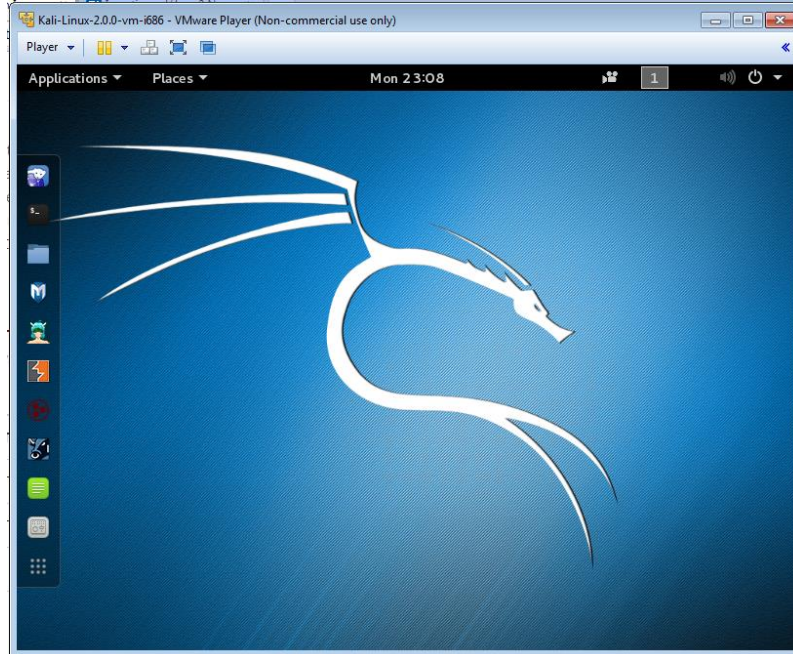 Kali-Linux-2.0.0-vm-i686 - VMware Player (Non-commercial use only)
Player
Applications Places Mon 23:08 1
$_